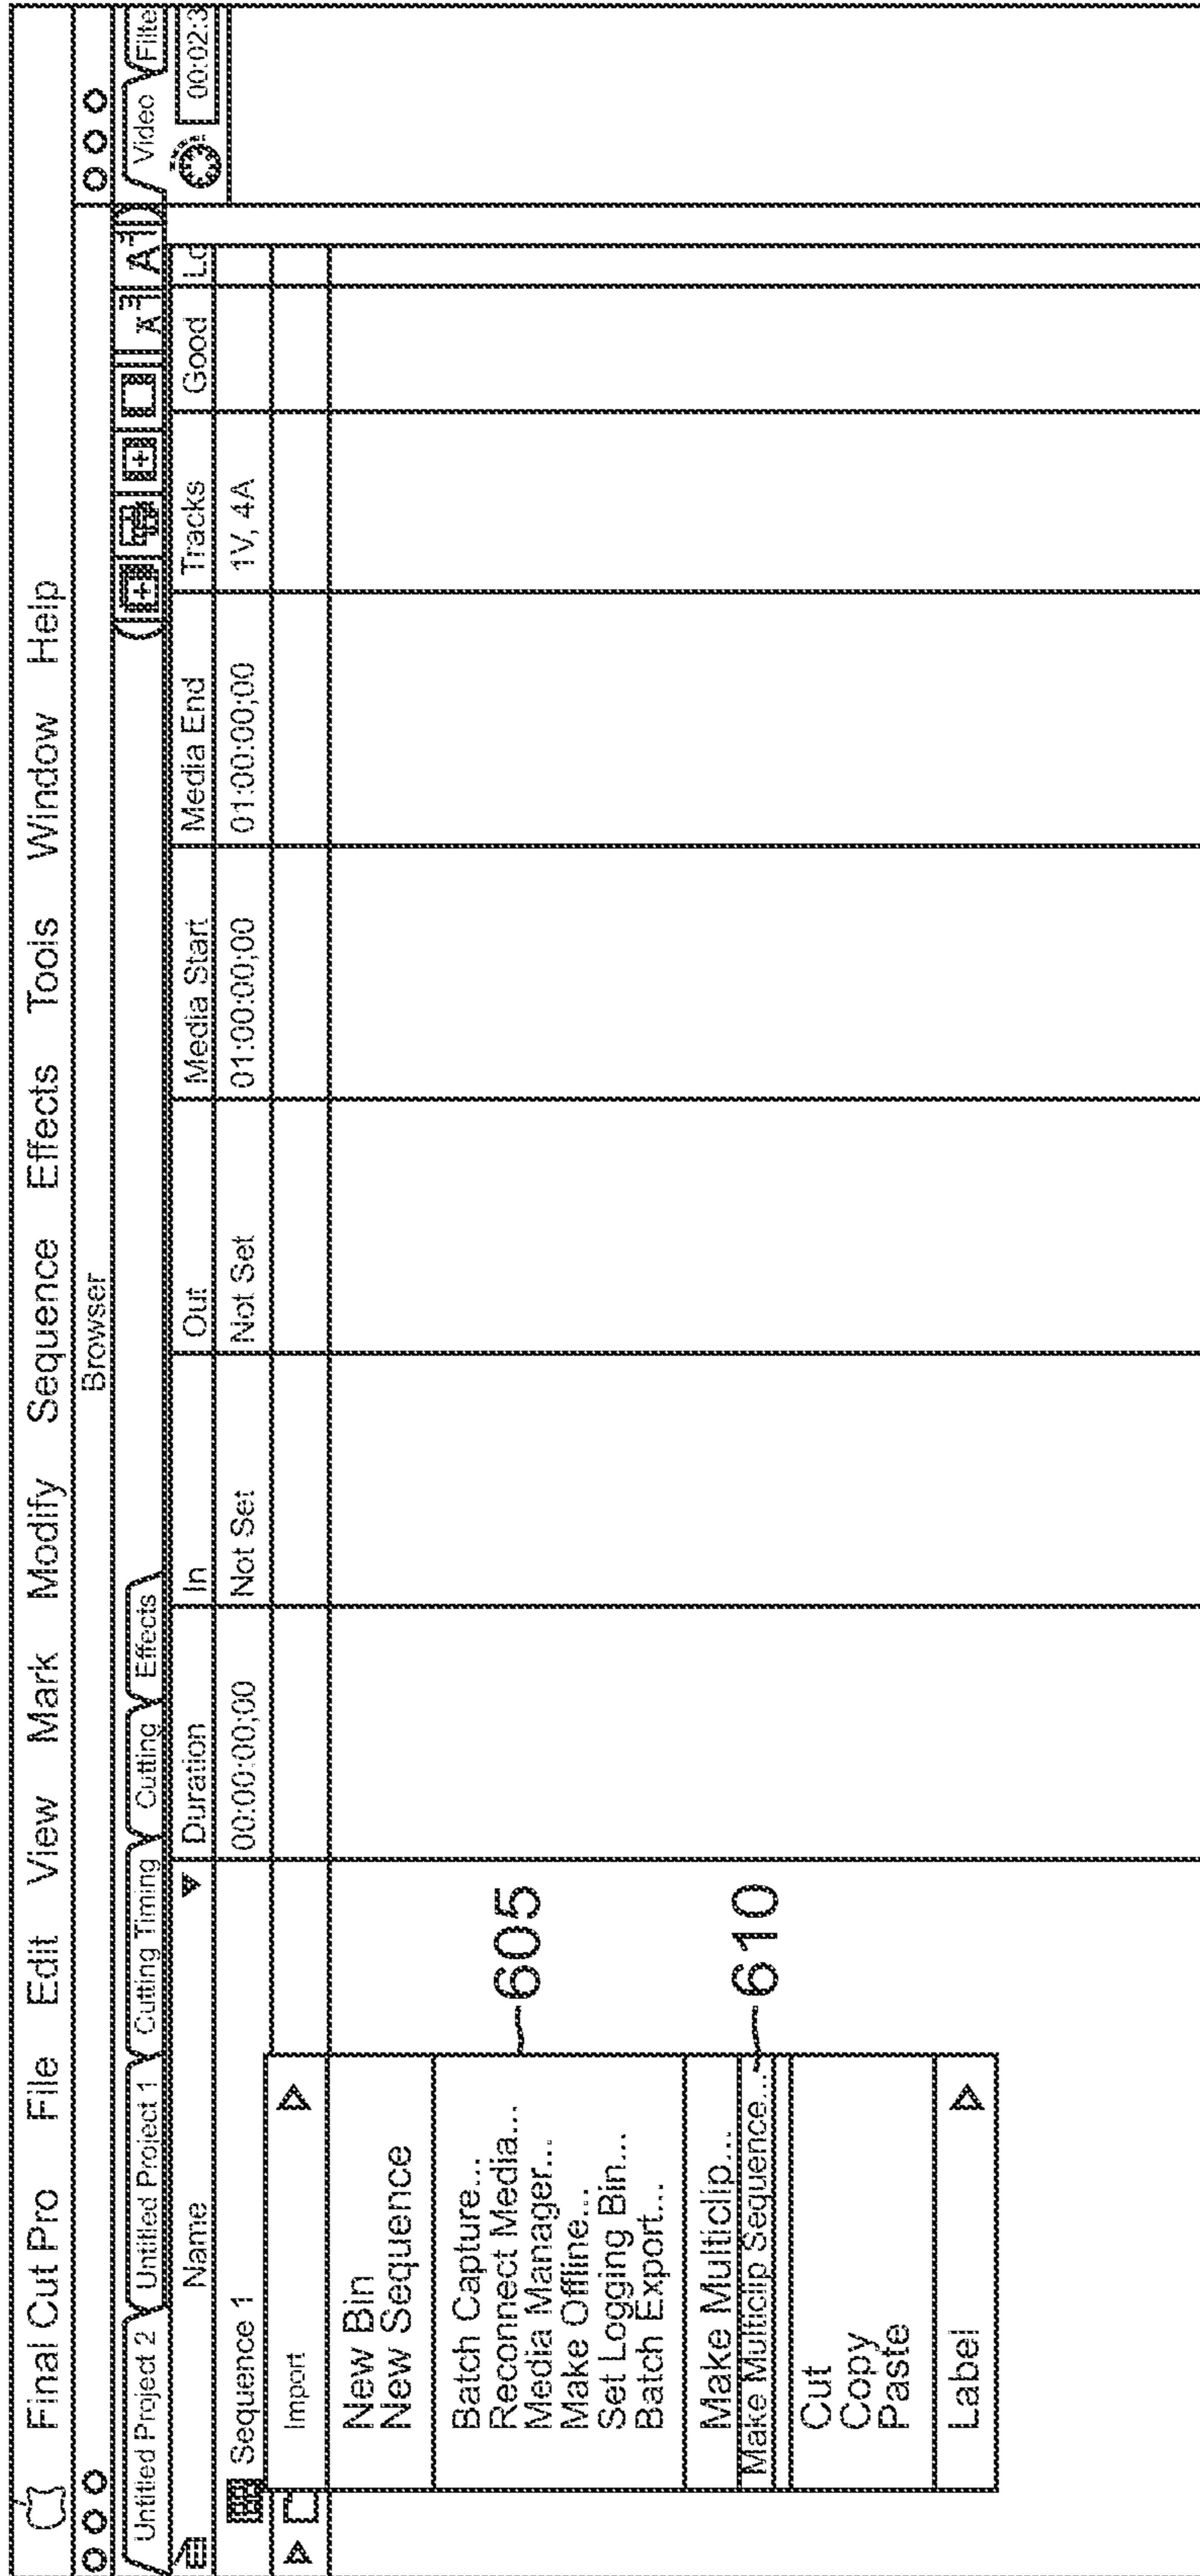 Final Cut Pro File Edit View Mark Modify Sequence Effects Tools Window Help
Browser
Untitled Project 2 Untitled Project 1 Cutting Timing Cutting Effects
Video Filte
Name Duration In Out Media Start Media End Tracks Good Lo
00:02:3
Sequence 1 00:00:00;00 Not Set Not Set 01:00:00;00 01:00:00;00 1V, 4A
Import
New Bin
New Sequence
Batch Capture...
Reconnect Media...
Media Manager...
Make Offline...
Set Logging Bin...
Batch Export...
605
Make Multiclip...
Make Multiclip Sequence...
610
Cut
Copy
Paste
Label